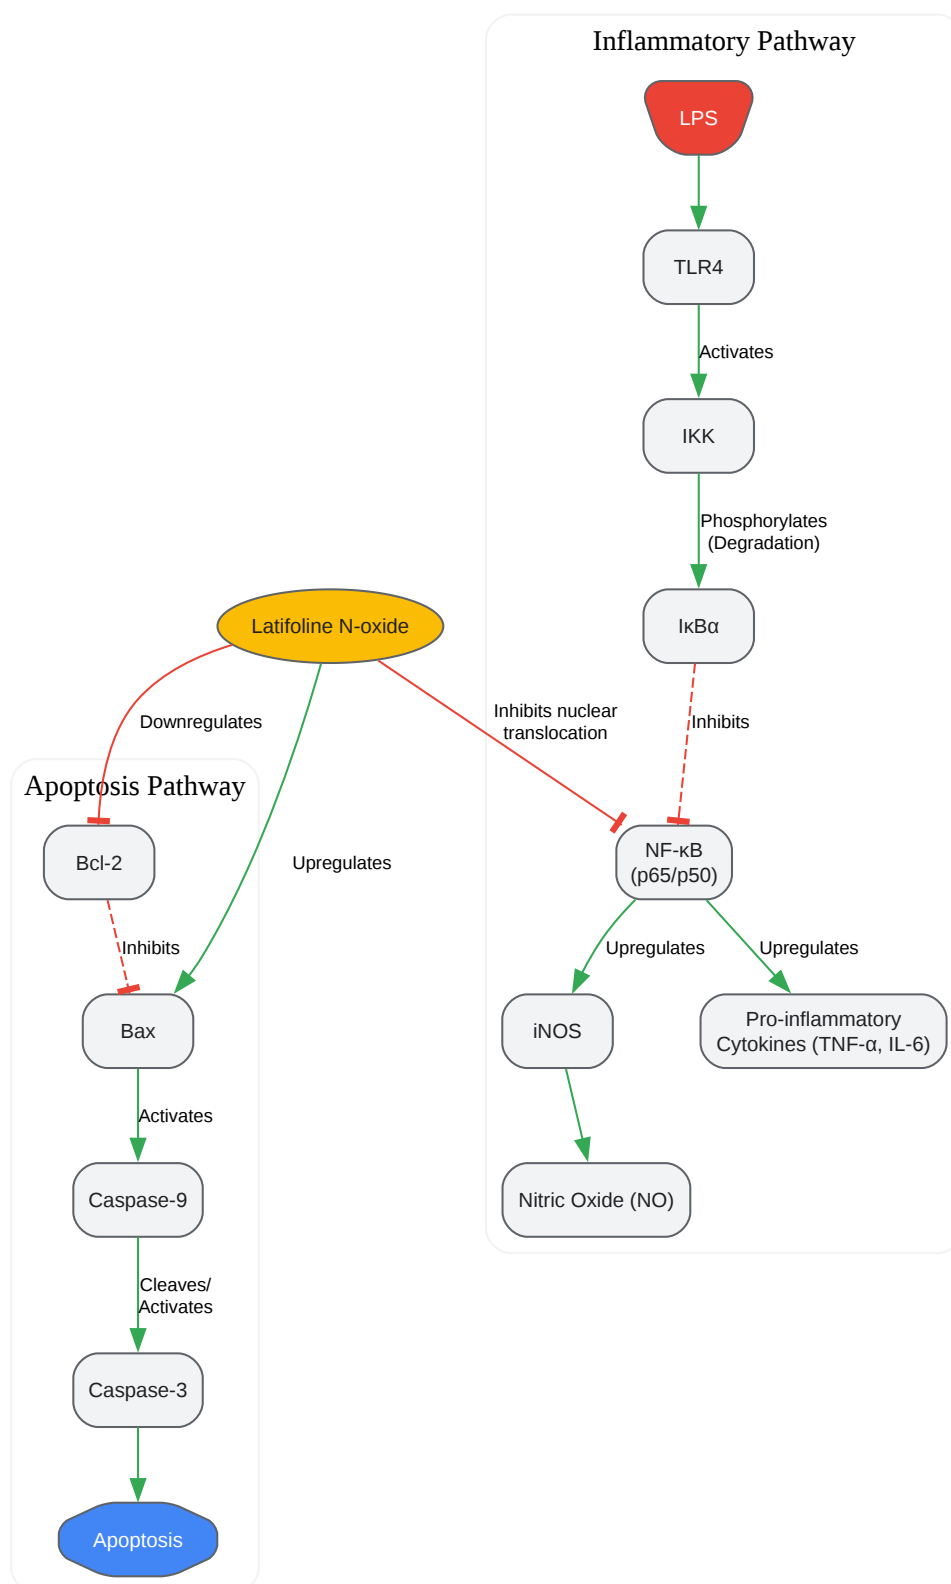 Inflammatory Pathway
LPS
TLR4
Activates
IKK
Phosphorylates
(Degradation)
IκBα
Latifoline N-oxide
Inhibits nuclear
translocation
Inhibits
Downregulates
Apoptosis Pathway
Bcl-2
Upregulates
NF-κB
(p65/p50)
Inhibits
Upregulates
Upregulates
Bax
iNOS
Pro-inflammatory
Cytokines (TNF-α, IL-6)
Activates
Caspase-9
Nitric Oxide (NO)
Cleaves/
Activates
Caspase-3
Apoptosis